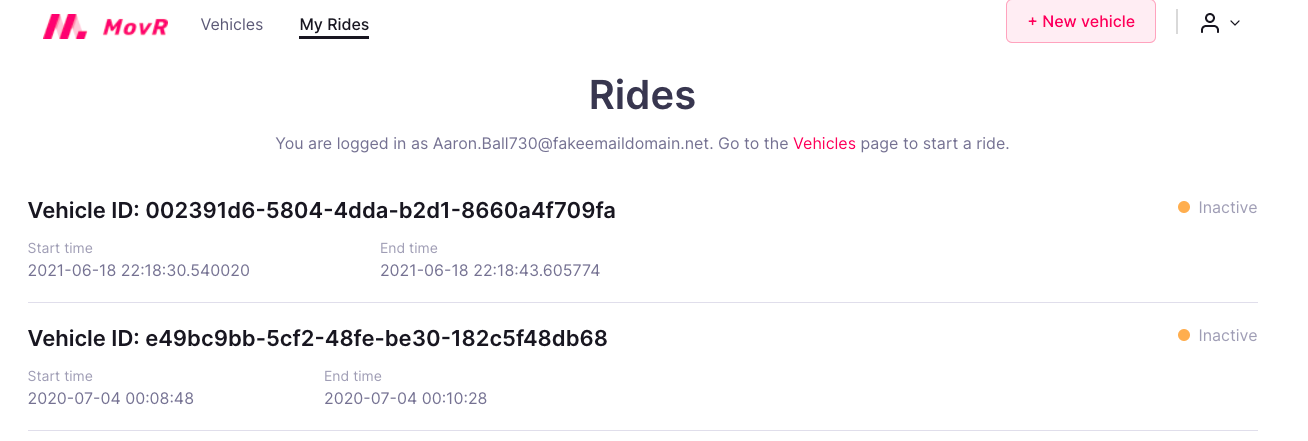 MovR Vehicles My Rides + New vehicle
Rides
You are logged in as Aaron.Ball730@fakeemaildomain.net. Go to the Vehicles page to start a ride.
Vehicle ID: 002391d6-5804-4dda-b2d1-8660a4f709fa Inactive
Start time End time
2021-06-18 22:18:30.540020 2021-06-18 22:18:43.605774
Vehicle ID: e49bc9bb-5cf2-48fe-be30-182c5f48db68 Inactive
Start time End time
2020-07-04 00:08:48 2020-07-04 00:10:28